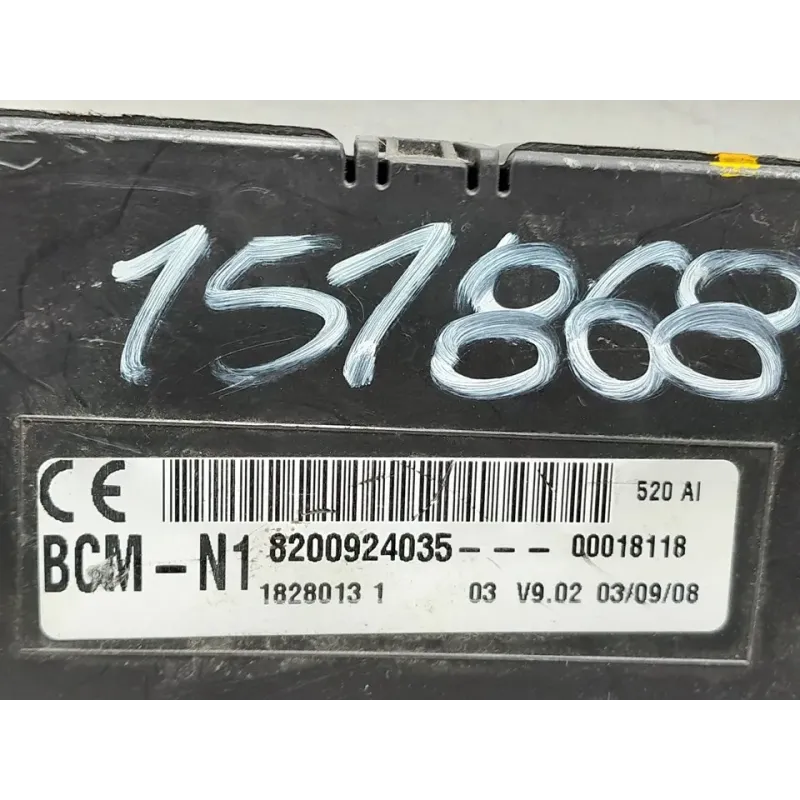 151868
CE 520 AI
BCM-N1 8200924035--- 00018118
1828013 1 03 V9.02 03/09/08